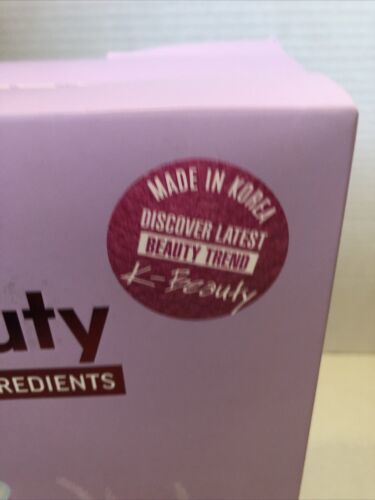 MADE IN KOREA
DISCOVER LATEST
BEAUTY TREND
K-Beauty
uty
REDIENTS